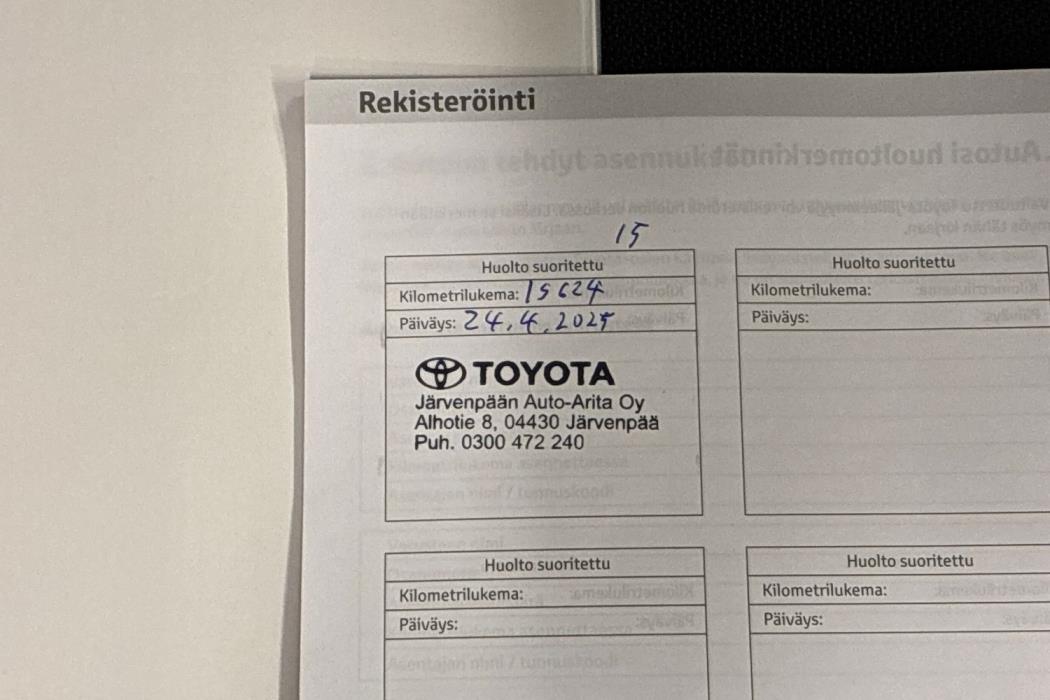 Rekisteröinti
15
Huolto suoritettu
Kilometrilukema: 15624
Päiväys: 24.4.2025
TOYOTA
Järvenpään Auto-Arita Oy
Alhotie 8, 04430 Järvenpää
Puh. 0300 472 240
Huolto suoritettu
Kilometrilukema:
Päiväys:
Huolto suoritettu
Kilometrilukema:
Päiväys:
Huolto suoritettu
Kilometrilukema:
Päiväys: